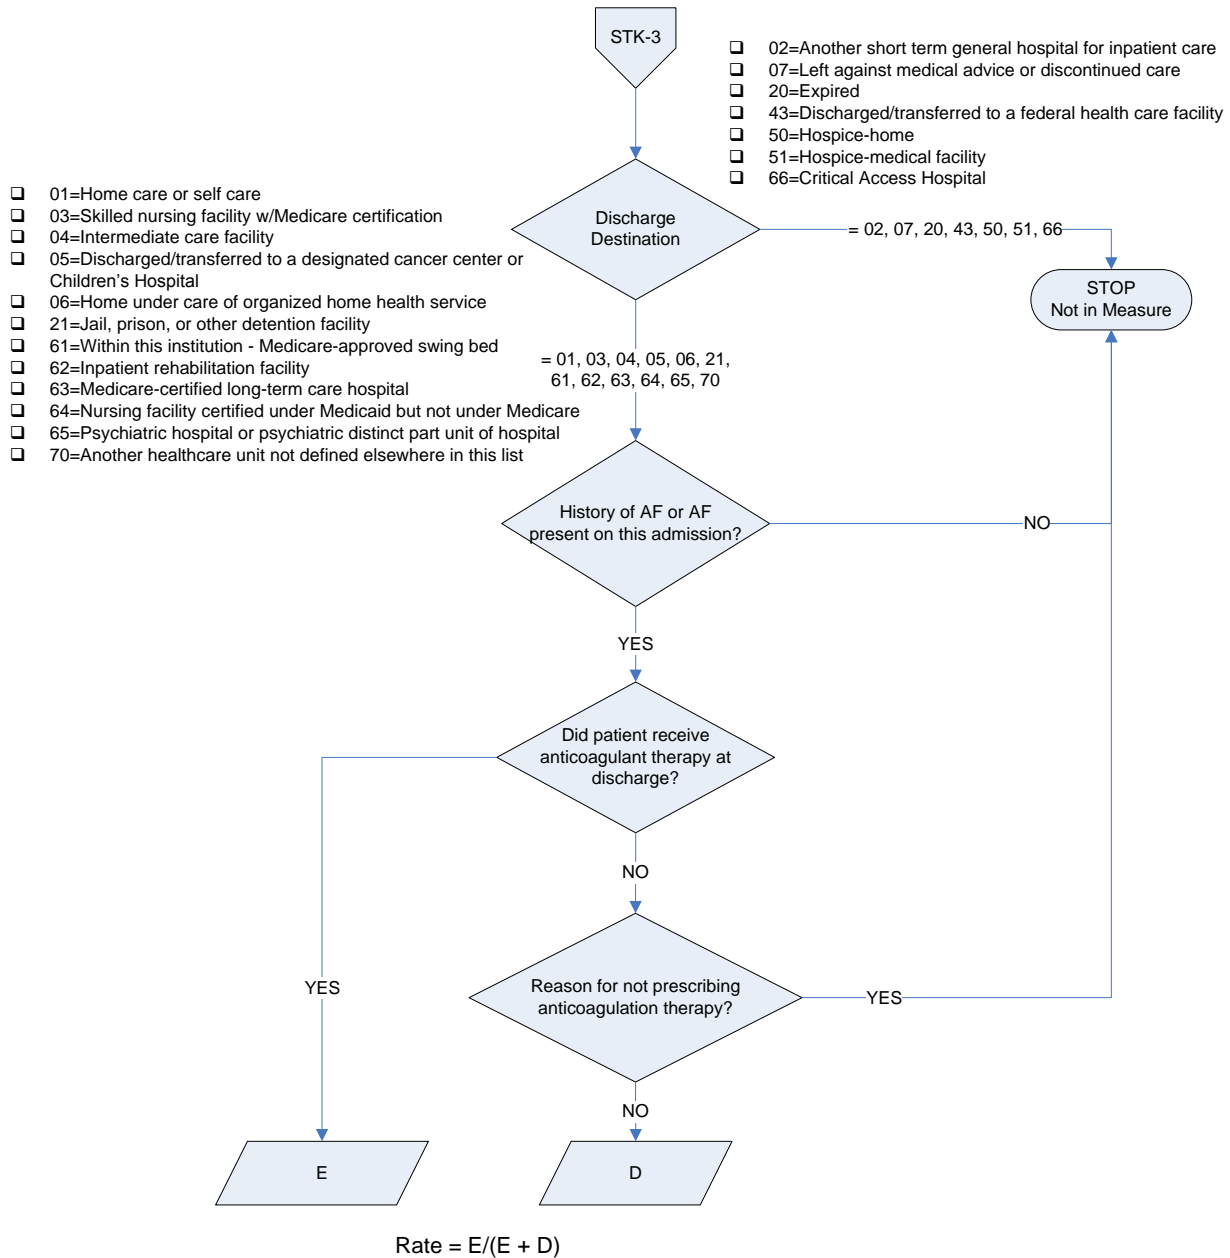 STK-3
❑ 02=Another short term general hospital for inpatient care
❑ 07=Left against medical advice or discontinued care
❑ 20=Expired
❑ 43=Discharged/transferred to a federal health care facility
❑ 50=Hospice-home
❑ 51=Hospice-medical facility
❑ 66=Critical Access Hospital
❑ 01=Home care or self care
❑ 03=Skilled nursing facility w/Medicare certification
❑ 04=Intermediate care facility
❑ 05=Discharged/transferred to a designated cancer center or
Children's Hospital
❑ 06=Home under care of organized home health service
❑ 21=Jail, prison, or other detention facility
❑ 61=Within this institution - Medicare-approved swing bed
❑ 62=Inpatient rehabilitation facility
❑ 63=Medicare-certified long-term care hospital
❑ 64=Nursing facility certified under Medicaid but not under Medicare
❑ 65=Psychiatric hospital or psychiatric distinct part unit of hospital
❑ 70=Another healthcare unit not defined elsewhere in this list
Discharge
Destination
= 02, 07, 20, 43, 50, 51, 66
STOP
Not in Measure
= 01, 03, 04, 05, 06, 21,
61, 62, 63, 64, 65, 70
History of AF or AF
present on this admission?
NO
YES
Did patient receive
anticoagulant therapy at
discharge?
NO
YES
Reason for not prescribing
anticoagulation therapy?
YES
NO
E
D
Rate = E/(E + D)